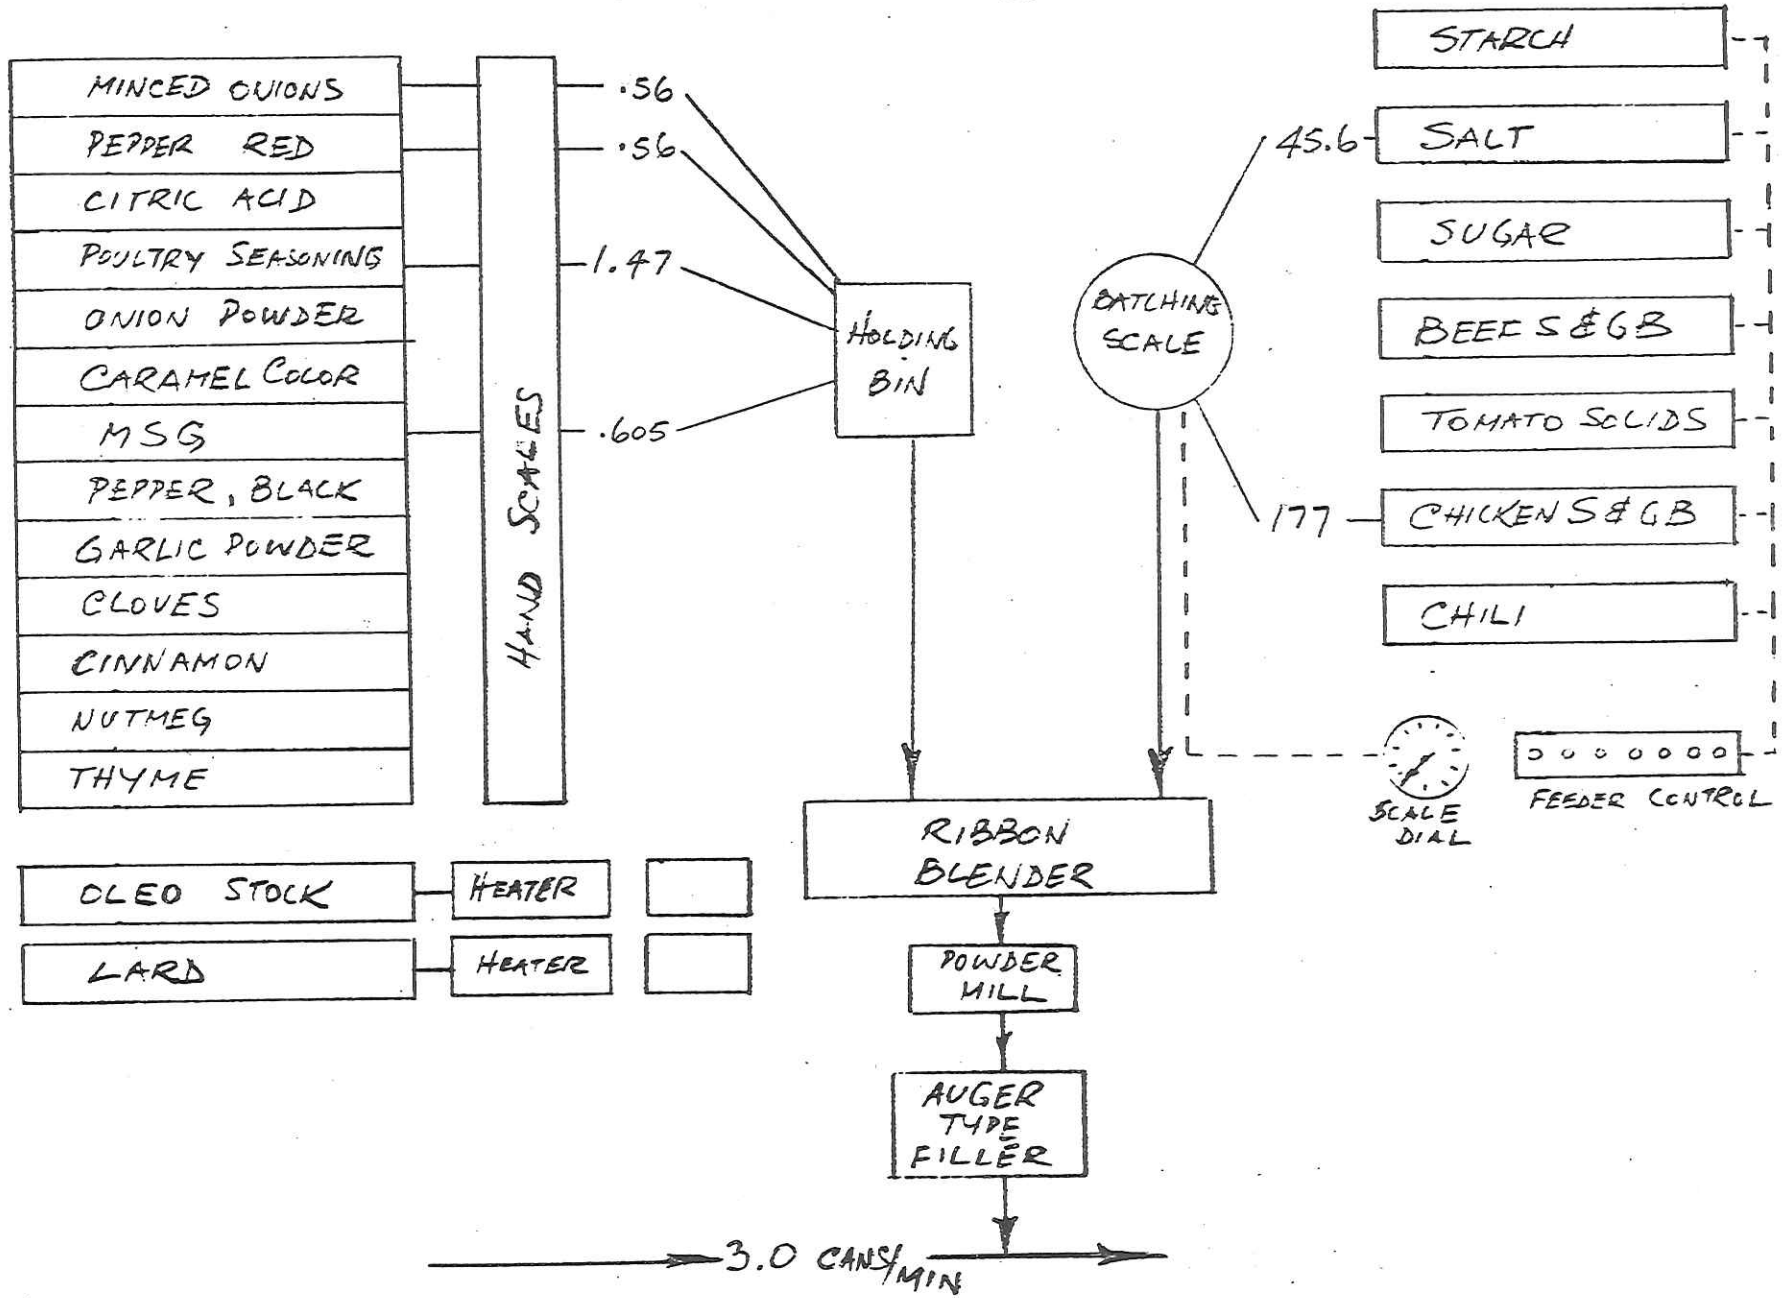 MINCED ONIONS
PEPPER RED
CITRIC ACID
POULTRY SEASONING
ONION POWDER
CARAMEL COLOR
MSG
PEPPER, BLACK
GARLIC POWDER
CLOVES
CINNAMON
NUTMEG
THYME
HAND SCALES
.56
.56
1.47
.605
HOLDING
BIN
BATCHING
SCALE
45.6
177
STARCH
SALT
SUGAR
BEEF S & GB
TOMATO SOLIDS
CHICKEN S & GB
CHILI
SCALE
DIAL
FEEDER CONTROL
OLEO STOCK
HEATER
LARD
HEATER
RIBBON
BLENDER
POWDER
MILL
AUGER
TYPE
FILLER
3.0 CANS/MIN